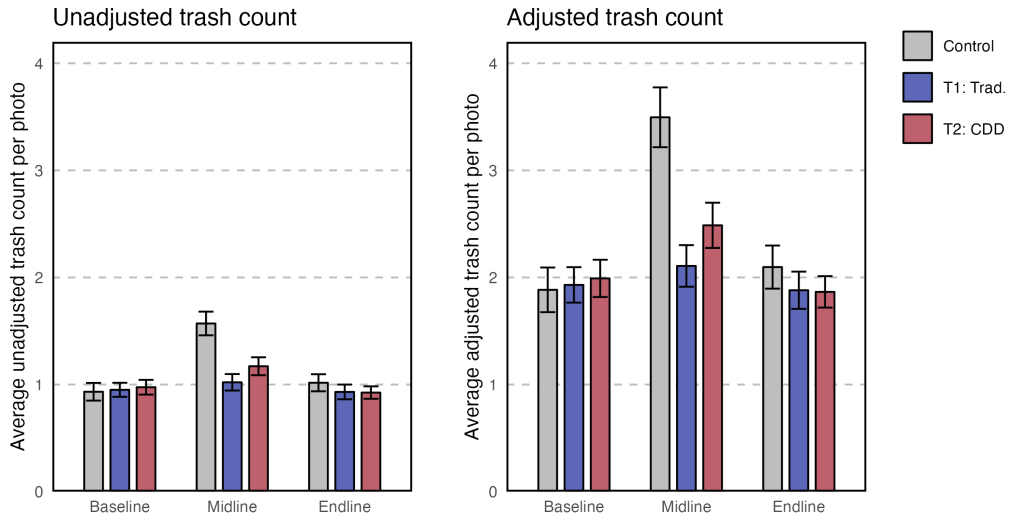 Unadjusted trash count
Average unadjusted trash count per photo
4
3
2
1
0
Baseline
Midline
Endline
Adjusted trash count
Average adjusted trash count per photo
4
3
2
1
0
Baseline
Midline
Endline
Control
T1: Trad.
T2: CDD